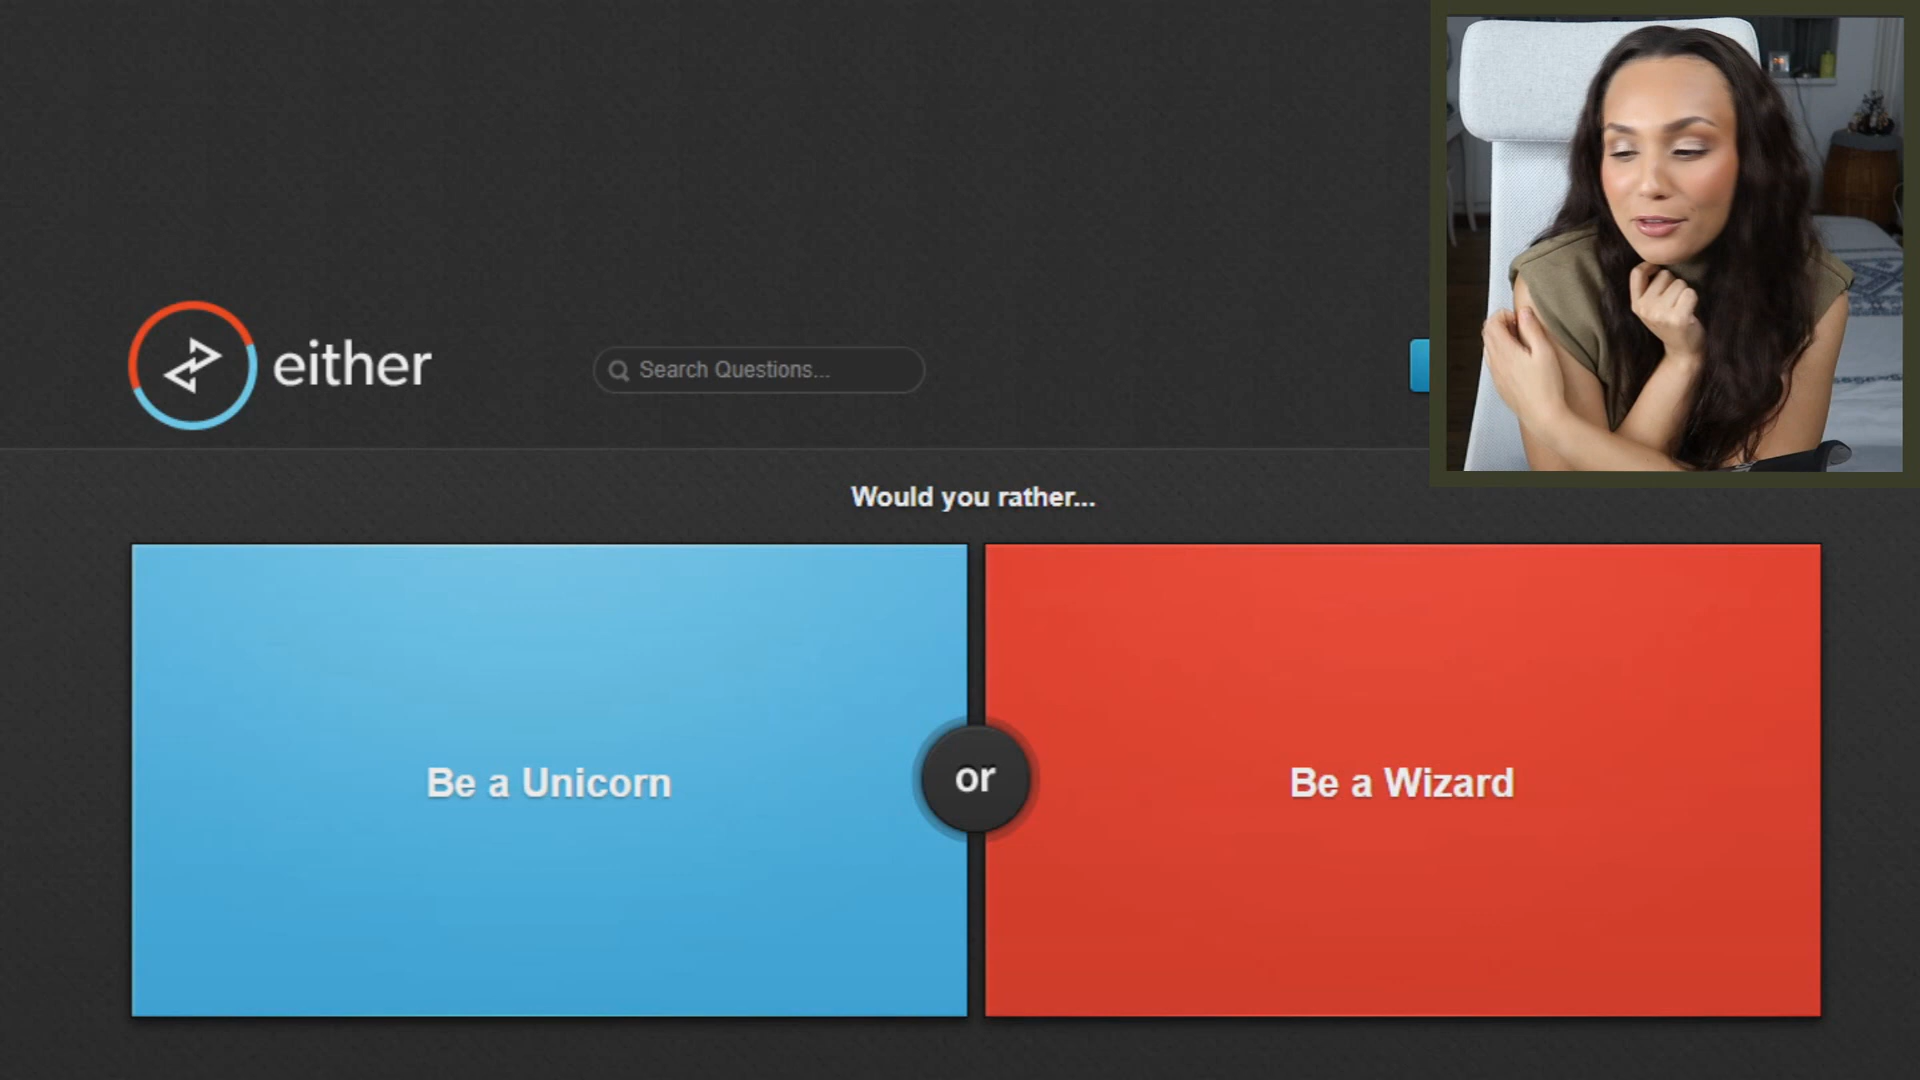 either
Search Questions...
Would you rather...
Be a Unicorn
or
Be a Wizard